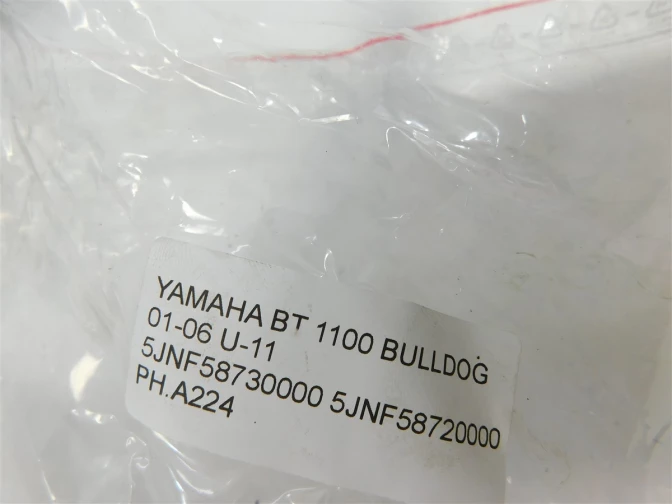 YAMAHA BT 1100 BULLDOG
01-06 U-11
5JNF58730000 5JNF58720000
PH.A224